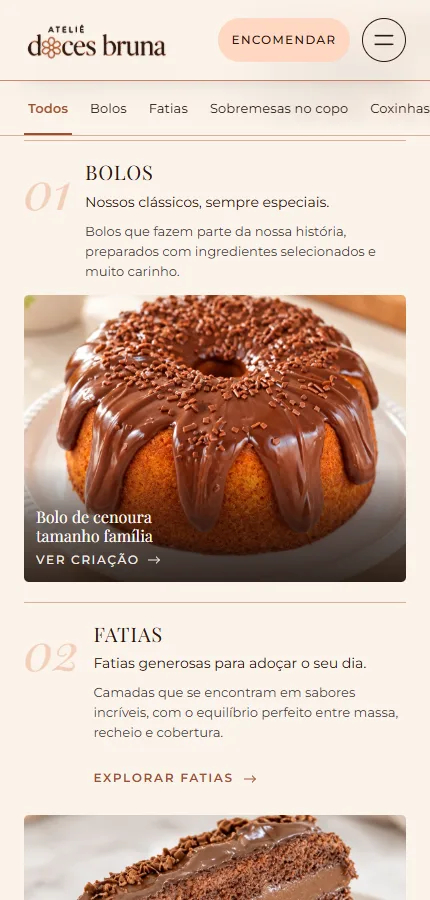 ATELIÊ
doces bruna
ENCOMENDAR
Todos Bolos Fatias Sobremesas no copo Coxinhas
01
BOLOS
Nossos clássicos, sempre especiais.
Bolos que fazem parte da nossa história,
preparados com ingredientes selecionados e
muito carinho.
Bolo de cenoura
tamanho família
VER CRIAÇÃO →
02
FATIAS
Fatias generosas para adoçar o seu dia.
Camadas que se encontram em sabores
incríveis, com o equilíbrio perfeito entre massa,
recheio e cobertura.
EXPLORAR FATIAS →